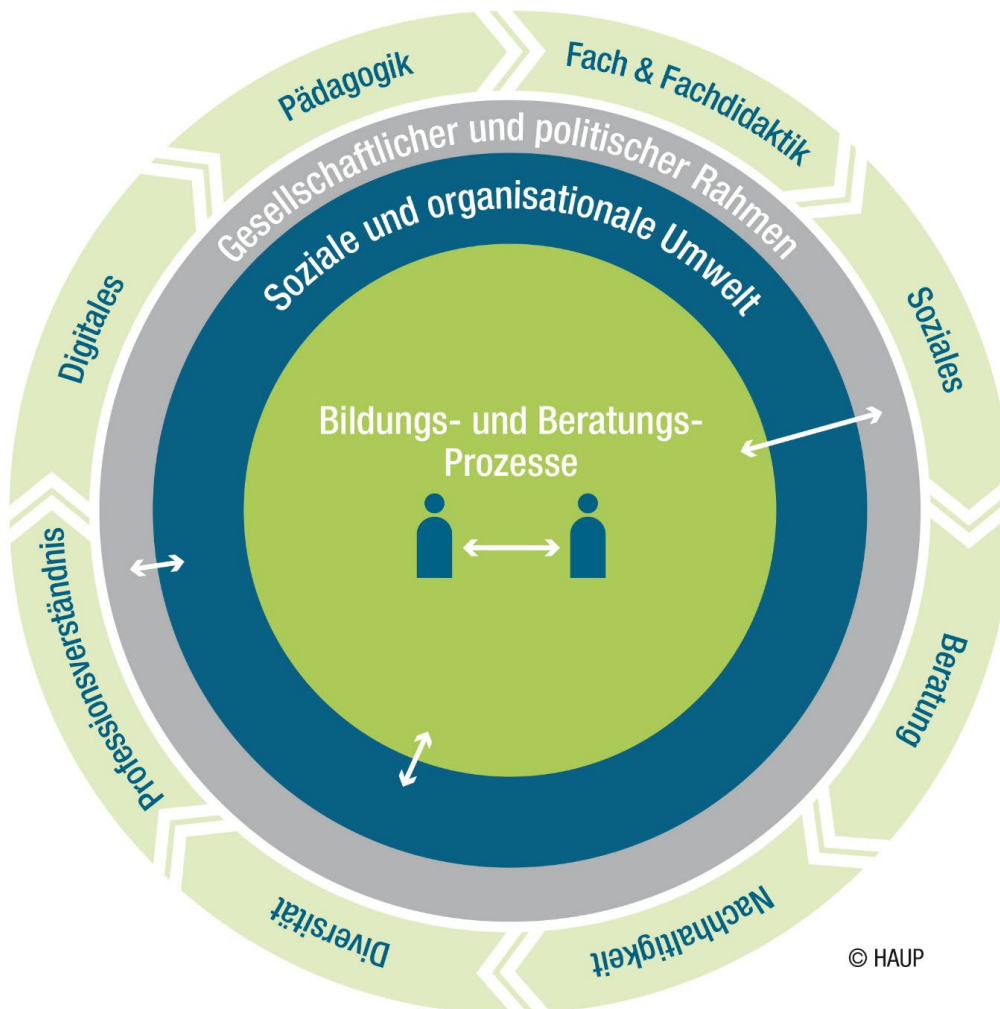 Pädagogik
Fach & Fachdidaktik
Soziales
Beratung
Nachhaltigkeit
Diversität
Professionsverständnis
Digitales
Gesellschaftlicher und politischer Rahmen
Soziale und organisationale Umwelt
Bildungs- und Beratungs-
Prozesse
© HAUP